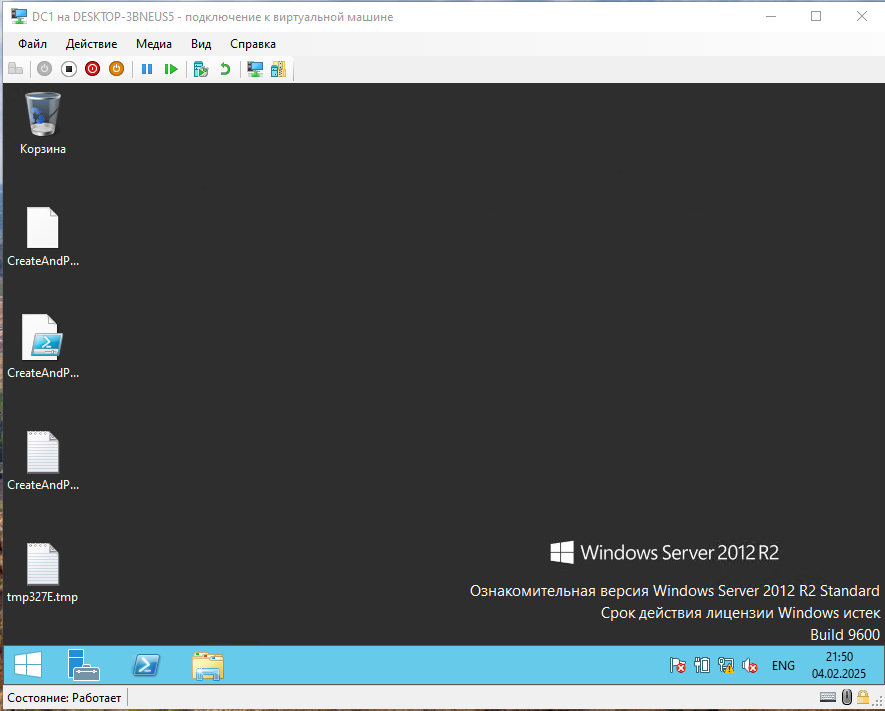 DC1 на DESKTOP-3BNEUS5 - подключение к виртуальной машине
Файл Действие Медиа Вид Справка
Корзина
CreateAndP...
CreateAndP...
CreateAndP...
tmp327E.tmp
Windows Server 2012 R2
Ознакомительная версия Windows Server 2012 R2 Standard
Срок действия лицензии Windows истек
Build 9600
ENG
21:50
04.02.2025
Состояние: Работает